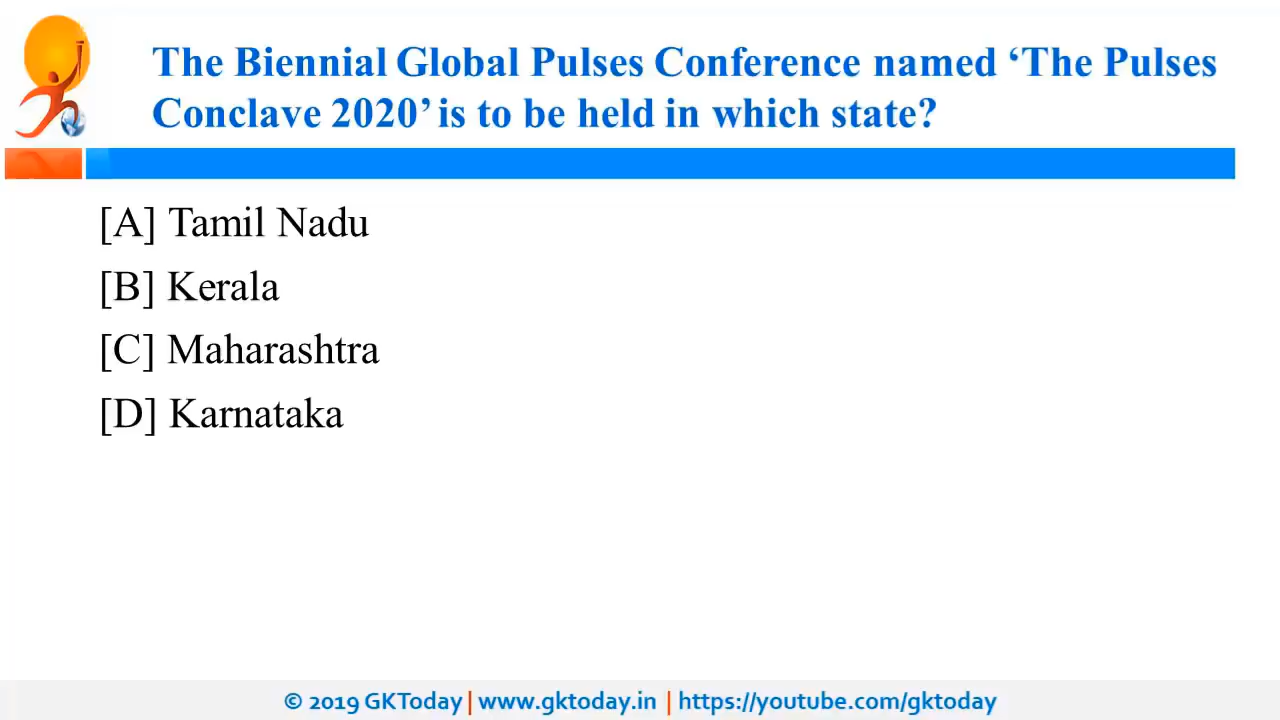 The Biennial Global Pulses Conference named ‘The Pulses
Conclave 2020’ is to be held in which state?
[A] Tamil Nadu
[B] Kerala
[C] Maharashtra
[D] Karnataka
© 2019 GKToday | www.gktoday.in | https://youtube.com/gktoday